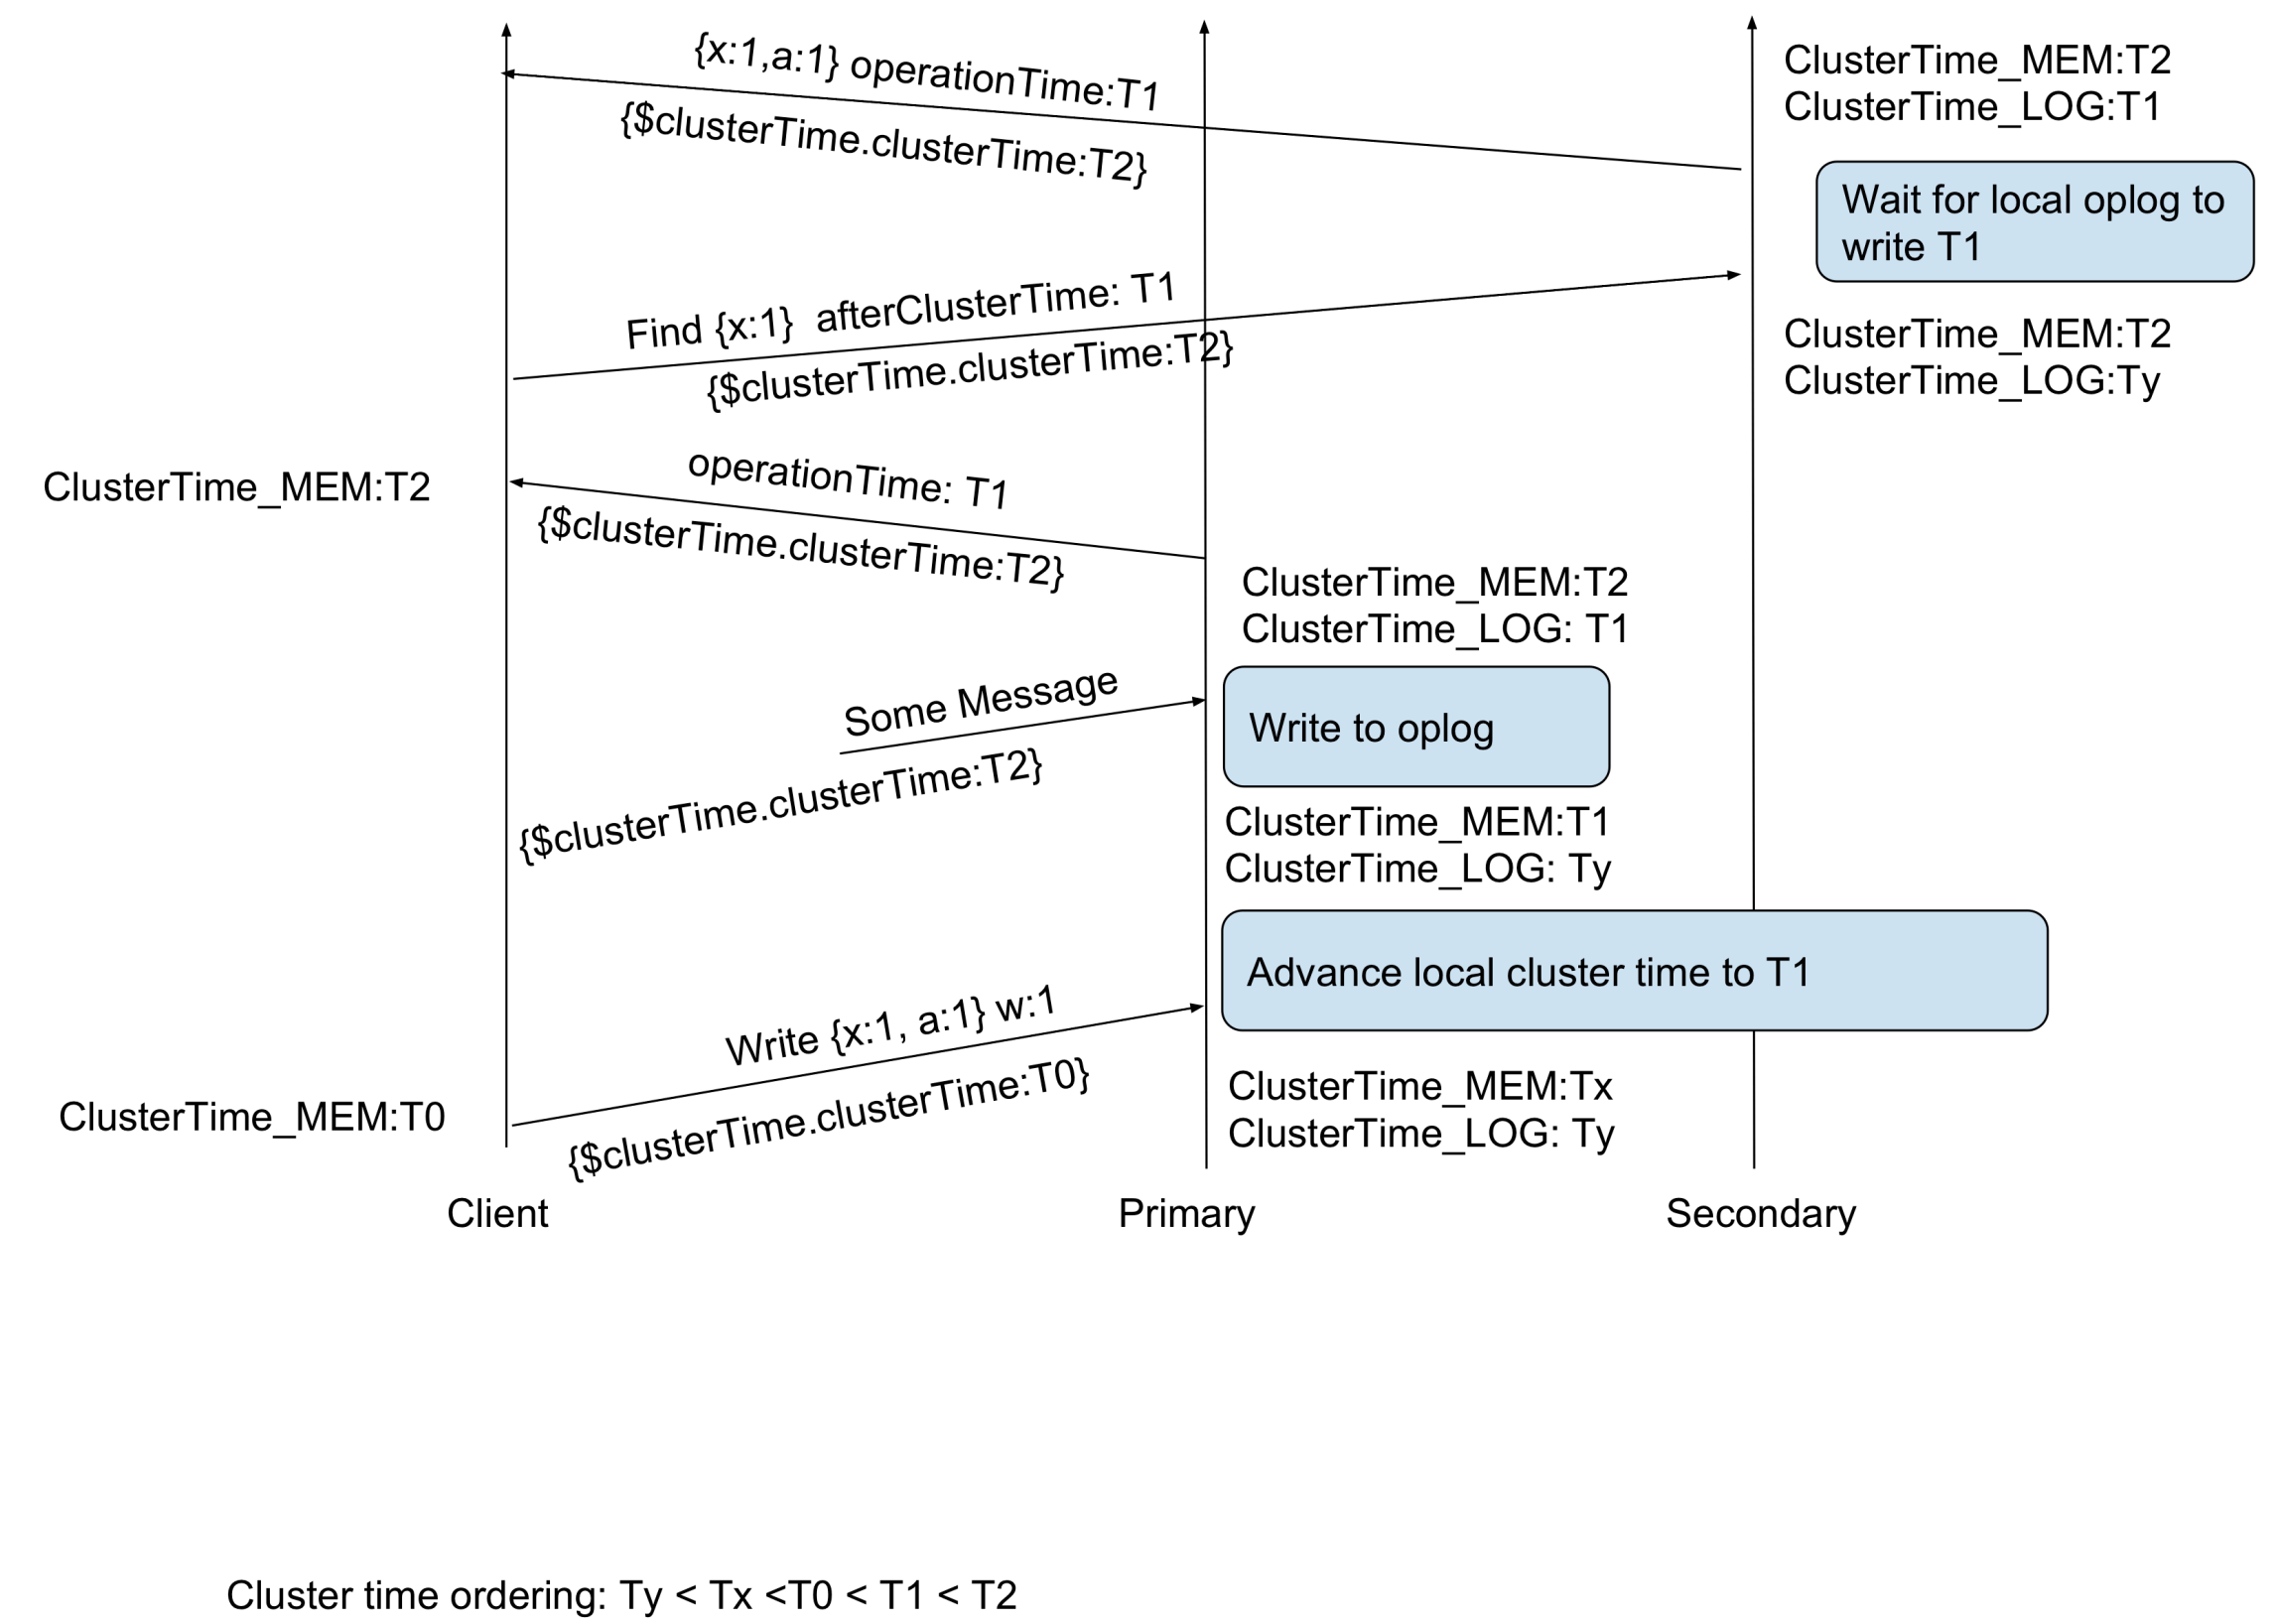 {x:1,a:1} operationTime:T1
{$clusterTime.clusterTime:T2}
ClusterTime_MEM:T2
ClusterTime_LOG:T1
Wait for local oplog to
write T1
Find {x:1}  afterClusterTime: T1
{$clusterTime.clusterTime:T2}
ClusterTime_MEM:T2
ClusterTime_LOG:Ty
ClusterTime_MEM:T2
operationTime: T1
{$clusterTime.clusterTime:T2}
ClusterTime_MEM:T2
ClusterTime_LOG: T1
Some Message
{$clusterTime.clusterTime:T2}
Write to oplog
ClusterTime_MEM:T1
ClusterTime_LOG: Ty
Advance local cluster time to T1
Write {x:1, a:1} w:1
{$clusterTime.clusterTime:T0}
ClusterTime_MEM:T0
ClusterTime_MEM:Tx
ClusterTime_LOG: Ty
Client
Primary
Secondary
Cluster time ordering: Ty < Tx <T0 < T1 < T2